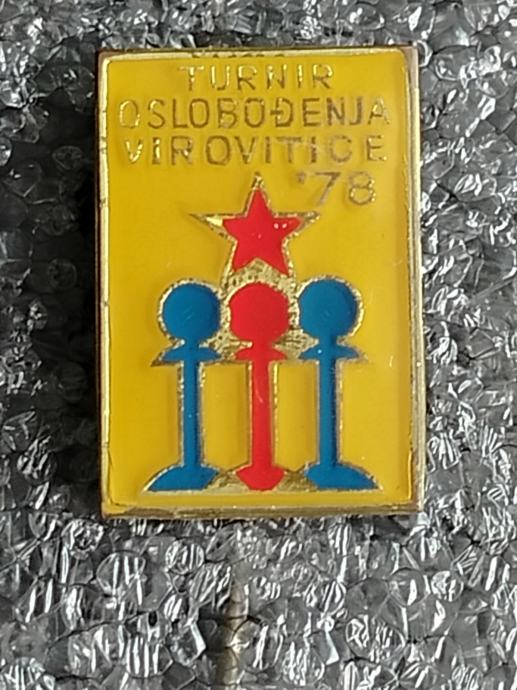 TURNIR
OSLOBOĐENJA
VIROVITICE
'78